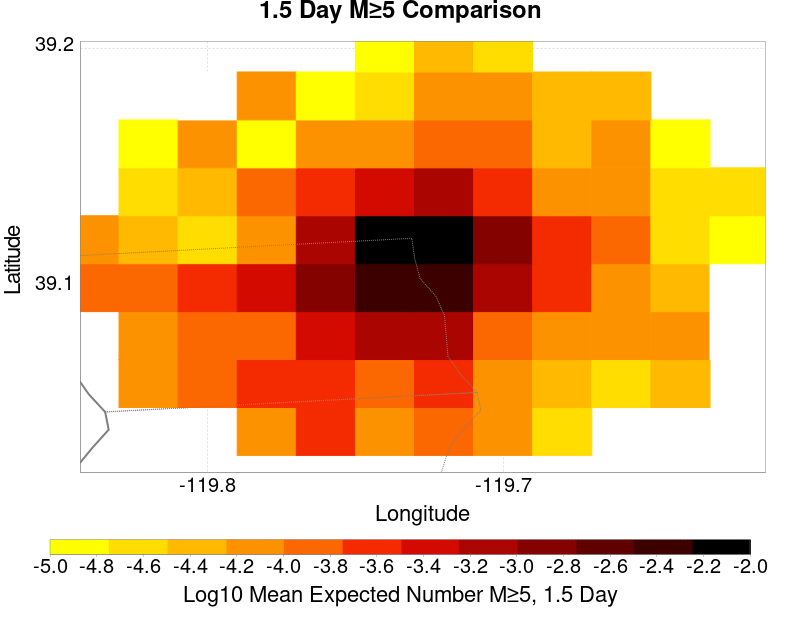 1.5 Day M≥5 Comparison
39.2
39.1
Latitude
-119.8 -119.7
Longitude
-5.0 -4.8 -4.6 -4.4 -4.2 -4.0 -3.8 -3.6 -3.4 -3.2 -3.0 -2.8 -2.6 -2.4 -2.2 -2.0
Log10 Mean Expected Number M≥5, 1.5 Day